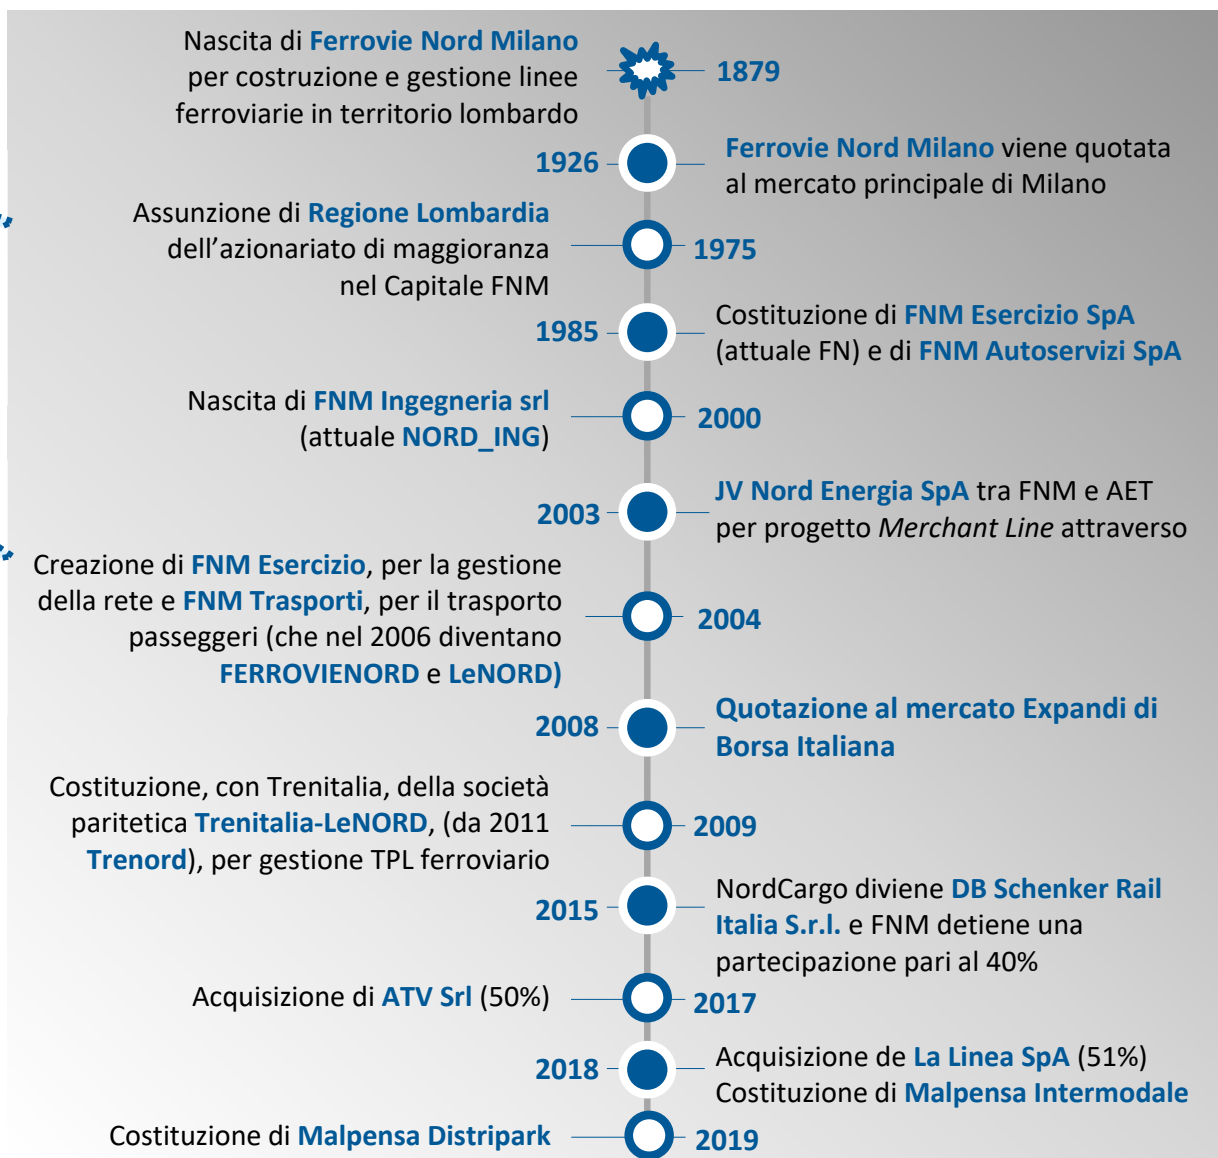 Nascita di Ferrovie Nord Milano
per costruzione e gestione linee
ferroviarie in territorio lombardo
1879
1926
Ferrovie Nord Milano viene quotata
al mercato principale di Milano
Assunzione di Regione Lombardia
dell’azionariato di maggioranza
nel Capitale FNM
1975
1985
Costituzione di FNM Esercizio SpA
(attuale FN) e di FNM Autoservizi SpA
Nascita di FNM Ingegneria srl
(attuale NORD_ING)
2000
2003
JV Nord Energia SpA tra FNM e AET
per progetto Merchant Line attraverso
Creazione di FNM Esercizio, per la gestione
della rete e FNM Trasporti, per il trasporto
passeggeri (che nel 2006 diventano
FERROVIENORD e LeNORD)
2004
2008
Quotazione al mercato Expandi di
Borsa Italiana
Costituzione, con Trenitalia, della società
paritetica Trenitalia-LeNORD, (da 2011
Trenord), per gestione TPL ferroviario
2009
2015
NordCargo diviene DB Schenker Rail
Italia S.r.l. e FNM detiene una
partecipazione pari al 40%
Acquisizione di ATV Srl (50%)
2017
2018
Acquisizione de La Linea SpA (51%)
Costituzione di Malpensa Intermodale
Costituzione di Malpensa Distripark
2019